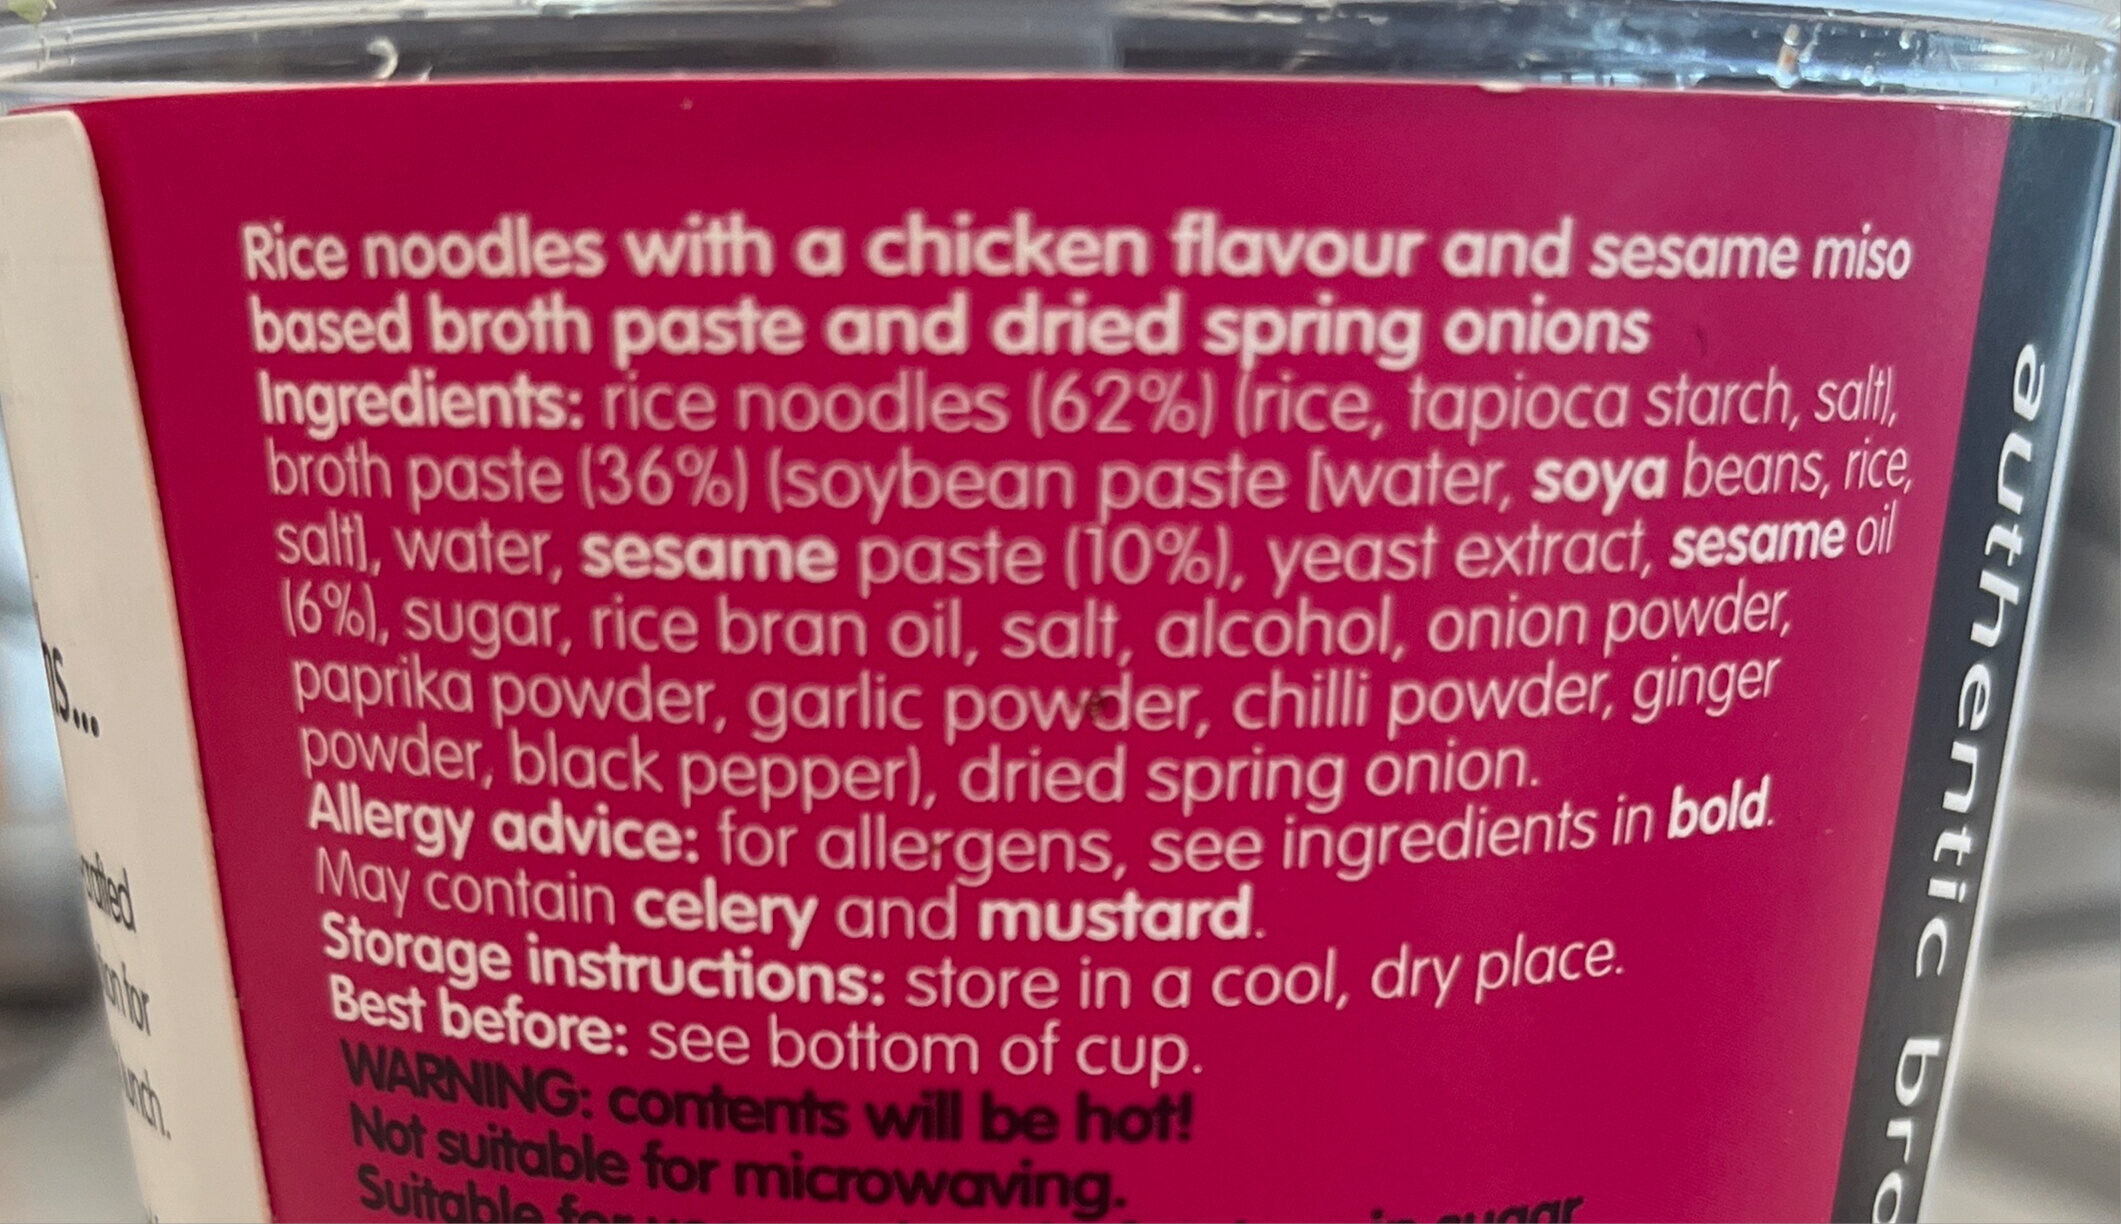 Rice noodles with a chicken flavour and sesame miso
based broth paste and dried spring onions
Ingredients: rice noodles (62%) (rice, tapioca starch, salt),
broth paste (36%) (soybean paste [water, soya beans, rice,
salt], water, sesame paste (10%), yeast extract, sesame oil
(6%), sugar, rice bran oil, salt, alcohol, onion powder,
paprika powder, garlic powder, chilli powder, ginger
powder, black pepper), dried spring onion.
Allergy advice: for allergens, see ingredients in bold.
May contain celery and mustard.
Storage instructions: store in a cool, dry place.
Best before: see bottom of cup.
WARNING: contents will be hot!
Not suitable for microwaving.
Suitable for in sugar
authentic